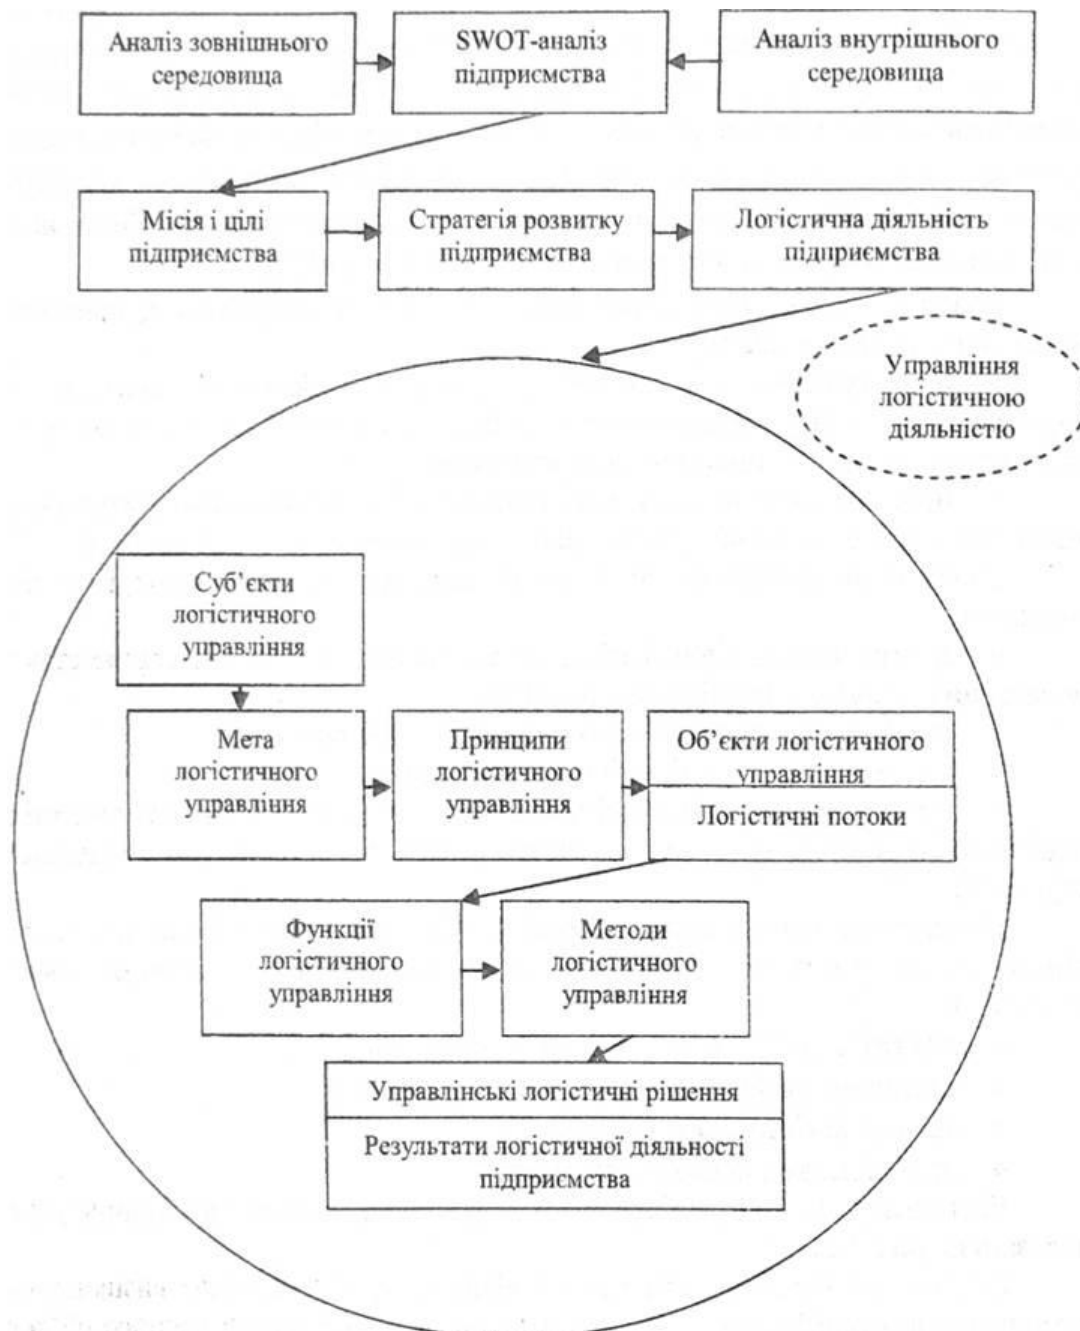 Аналіз зовнішнього
середовища
SWOT-аналіз
підприємства
Аналіз внутрішнього
середовища
Місія і цілі
підприємства
Стратегія розвитку
підприємства
Логістична діяльність
підприємства
Управління
логістичною
діяльністю
Суб’єкти
логістичного
управління
Мета
логістичного
управління
Принципи
логістичного
управління
Об’єкти логістичного
управління
Логістичні потоки
Функції
логістичного
управління
Методи
логістичного
управління
Управлінські логістичні рішення
Результати логістичної діяльності
підприємства